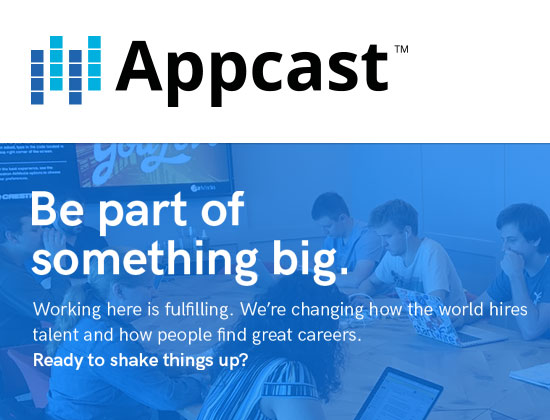 Appcast™
Be part of
something big.
Working here is fulfilling. We're changing how the world hires
talent and how people find great careers.
Ready to shake things up?